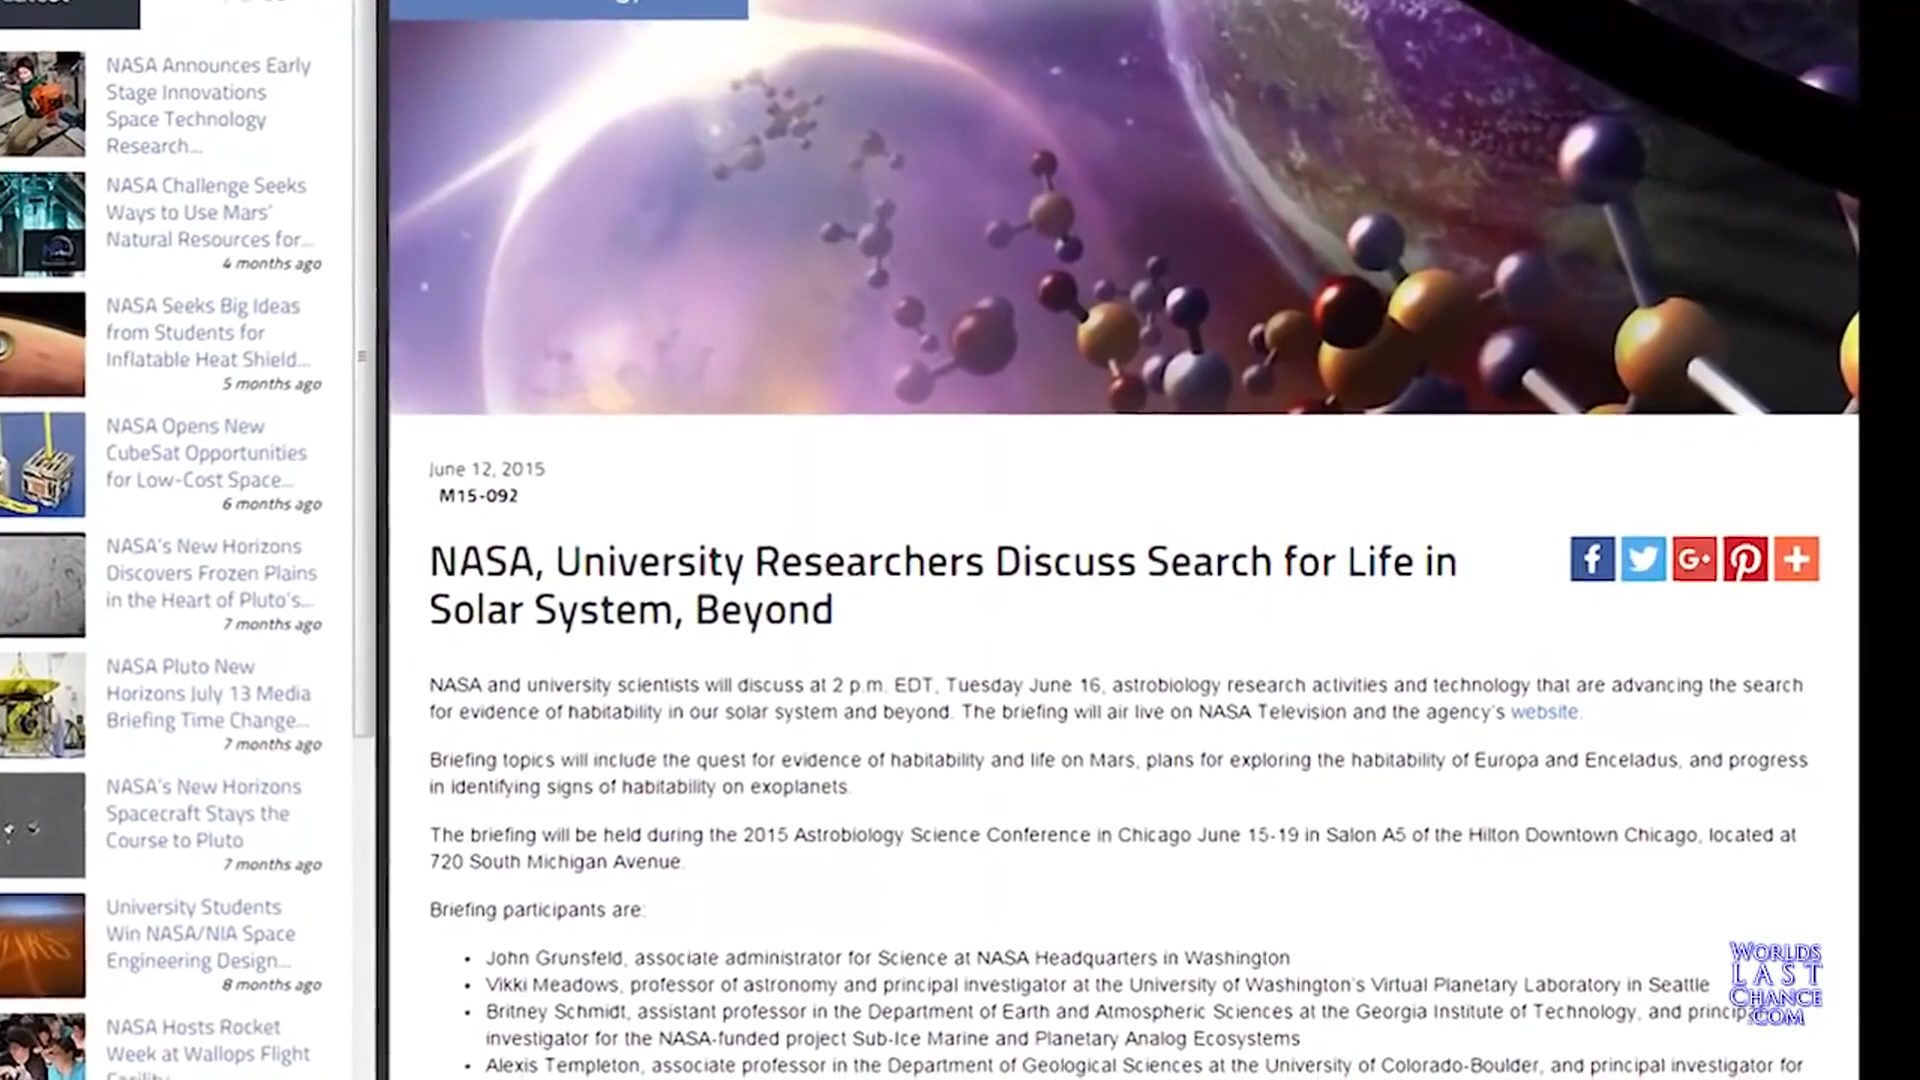 NASA Announces Early
Stage Innovations
Space Technology
Research...
NASA Challenge Seeks
Ways to Use Mars'
Natural Resources for...
4 months ago
NASA Seeks Big Ideas
from Students for
Inflatable Heat Shield...
5 months ago
NASA Opens New
CubeSat Opportunities
for Low-Cost Space...
6 months ago
NASA's New Horizons
Discovers Frozen Plains
in the Heart of Pluto's...
7 months ago
NASA Pluto New
Horizons July 13 Media
Briefing Time Change...
7 months ago
NASA's New Horizons
Spacecraft Stays the
Course to Pluto
7 months ago
University Students
Win NASA/NIA Space
Engineering Design...
8 months ago
NASA Hosts Rocket
Week at Wallops Flight
June 12, 2015
M15-092
NASA, University Researchers Discuss Search for Life in
Solar System, Beyond
NASA and university scientists will discuss at 2 p.m. EDT, Tuesday June 16, astrobiology research activities and technology that are advancing the search
for evidence of habitability in our solar system and beyond. The briefing will air live on NASA Television and the agency's website.
Briefing topics will include the quest for evidence of habitability and life on Mars, plans for exploring the habitability of Europa and Enceladus, and progress
in identifying signs of habitability on exoplanets.
The briefing will be held during the 2015 Astrobiology Science Conference in Chicago June 15-19 in Salon A5 of the Hilton Downtown Chicago, located at
720 South Michigan Avenue.
Briefing participants are:
• John Grunsfeld, associate administrator for Science at NASA Headquarters in Washington
• Vikki Meadows, professor of astronomy and principal investigator at the University of Washington's Virtual Planetary Laboratory in Seattle
• Britney Schmidt, assistant professor in the Department of Earth and Atmospheric Sciences at the Georgia Institute of Technology, and principal
investigator for the NASA-funded project Sub-Ice Marine and Planetary Analog Ecosystems
• Alexis Templeton, associate professor in the Department of Geological Sciences at the University of Colorado-Boulder, and principal investigator for
WORLDS
LAST
CHANCE
.COM